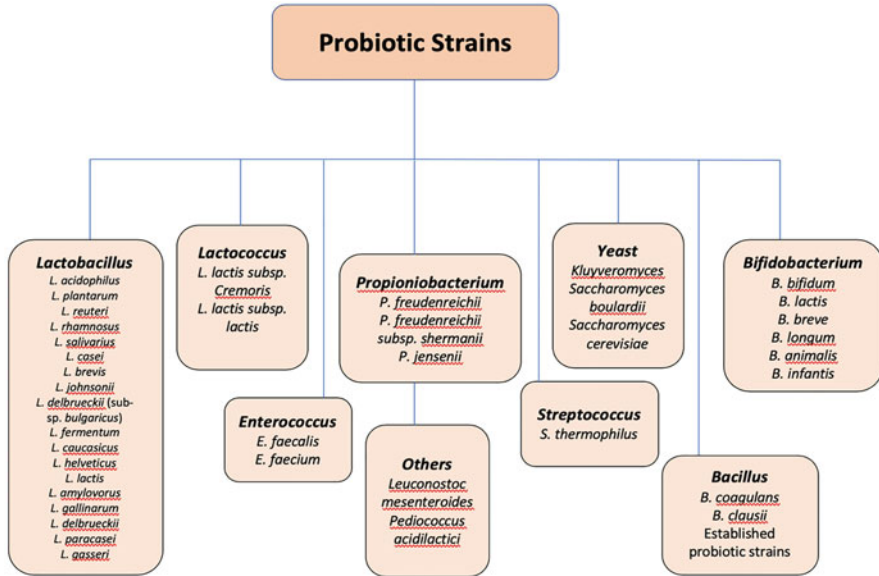 Probiotic Strains
Lactobacillus
L. acidophilus
L. plantarum
L. reuteri
L. rhamnosus
L. salivarius
L. casei
L. brevis
L. johnsonii
L. delbrueckii (sub-
sp. bulgaricus)
L. fermentum
L. caucasicus
L. helveticus
L. lactis
L. amylovorus
L. gallinarum
L. delbrueckii
L. paracasei
L. gasseri
Lactococcus
L. lactis subsp.
Cremoris
L. lactis subsp.
lactis
Enterococcus
E. faecalis
E. faecium
Propioniobacterium
P. freudenreichii
P. freudenreichii
subsp. shermanii
P. jensenii
Others
Leuconostoc
mesenteroides
Pediococcus
acidilactici
Streptococcus
S. thermophilus
Yeast
Kluyveromyces
Saccharomyces
boulardii
Saccharomyces
cerevisiae
Bacillus
B. coagulans
B. clausii
Established
probiotic strains
Bifidobacterium
B. bifidum
B. lactis
B. breve
B. longum
B. animalis
B. infantis